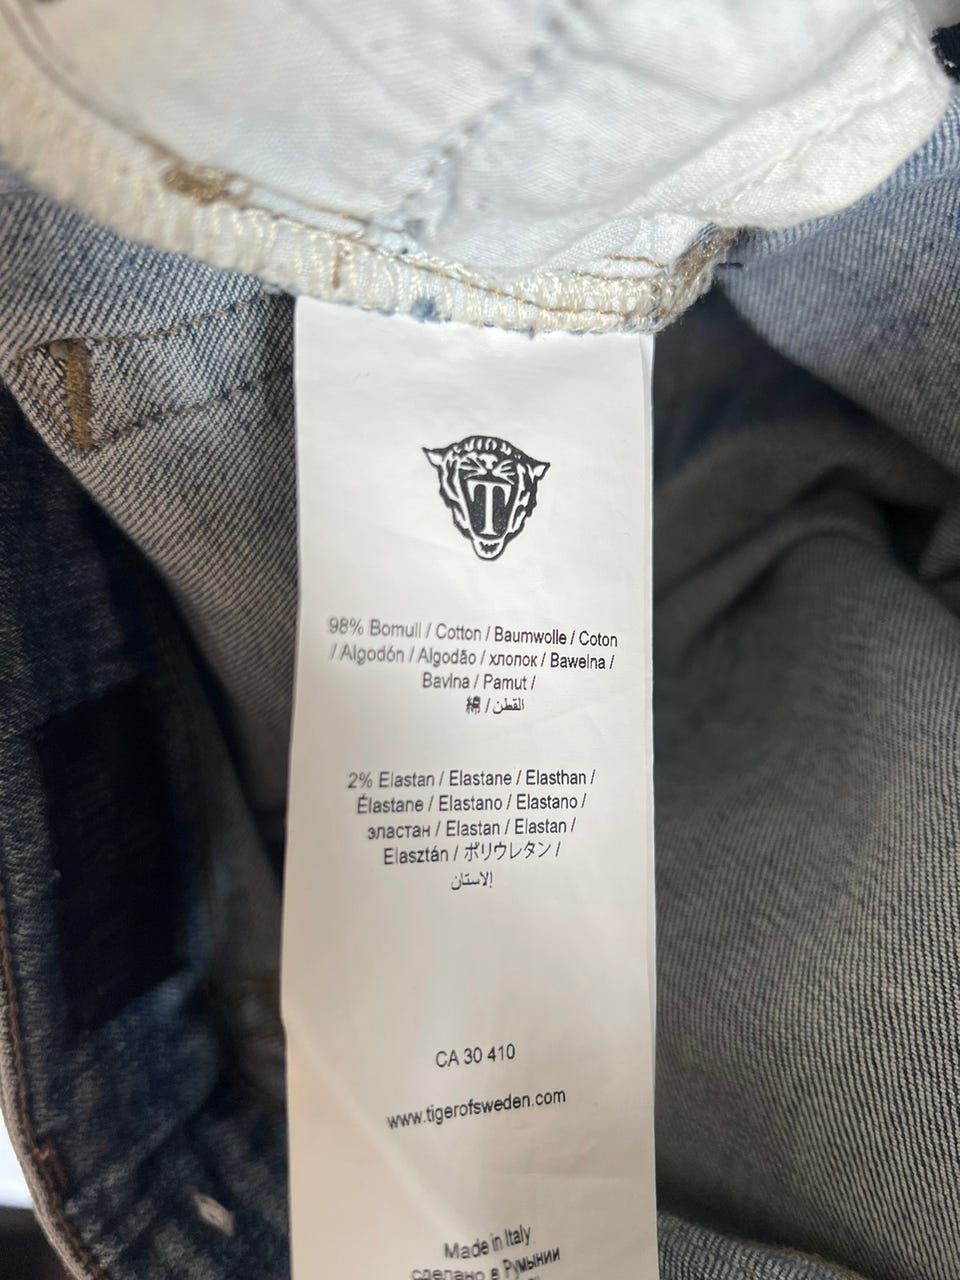 T
98% Bomull / Cotton / Baumwolle / Coton
/ Algodón / Algodão / хлопок / Bawełna /
Bavlna / Pamut /
綿 / القطن
2% Elastan / Elastane / Elasthan /
Élastane / Elastano / Elastano /
эластан / Elastan / Elastan /
Elasztán / ポリウレタン /
إلاستان
CA 30 410
www.tigerofsweden.com
Made in Italy
сделано в Румынии